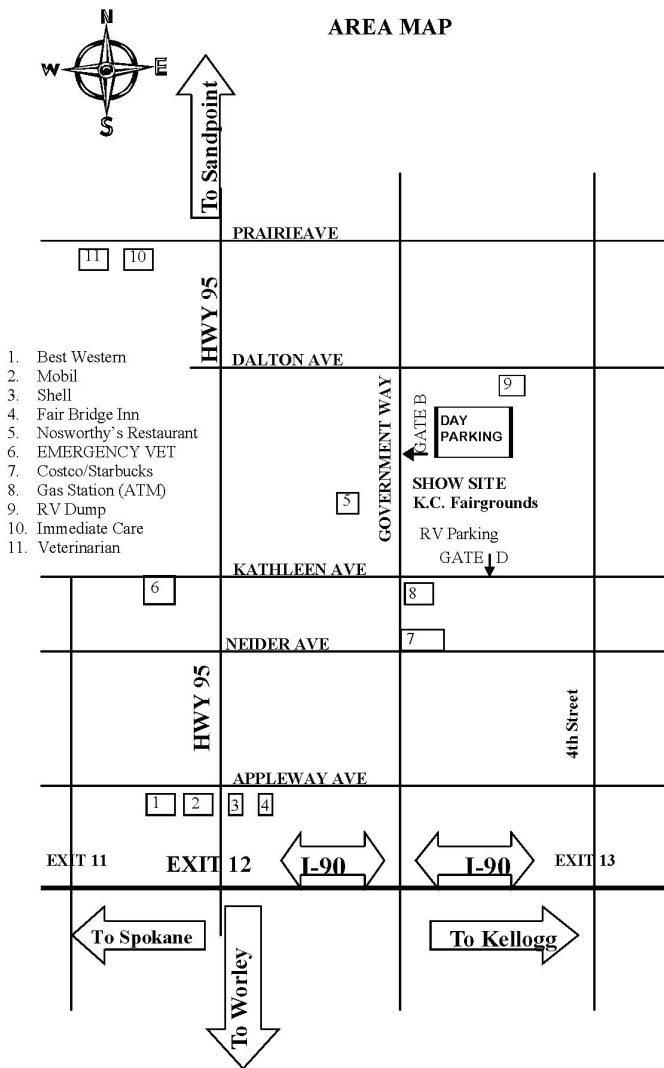 AREA MAP
N
W
E
S
To Sandpoint
PRAIRIEAVE
11
10
HWY 95
DALTON AVE
1. Best Western
2. Mobil
3. Shell
4. Fair Bridge Inn
5. Nosworthy's Restaurant
6. EMERGENCY VET
7. Costco/Starbucks
8. Gas Station (ATM)
9. RV Dump
10. Immediate Care
11. Veterinarian
9
GOVERNMENT WAY
GATE B
DAY
PARKING
SHOW SITE
K.C. Fairgrounds
5
RV Parking
GATE D
KATHLEEN AVE
6
8
NEIDER AVE
7
HWY 95
4th Street
APPLEWAY AVE
1
2
3
4
EXIT 11
EXIT 12
I-90
I-90
EXIT 13
To Spokane
To Worley
To Kellogg